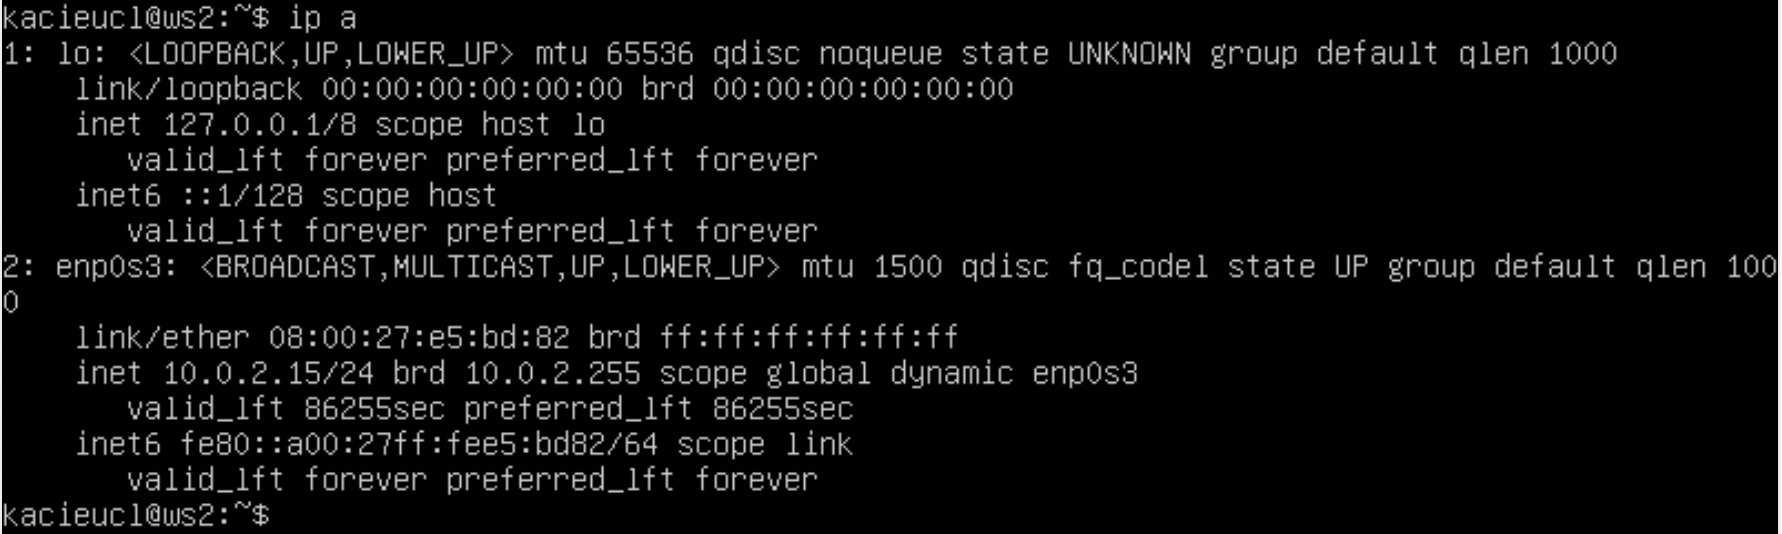 kacieucl@ws2:~$ ip a
1: lo: <LOOPBACK,UP,LOWER_UP> mtu 65536 qdisc noqueue state UNKNOWN group default qlen 1000
    link/loopback 00:00:00:00:00:00 brd 00:00:00:00:00:00
    inet 127.0.0.1/8 scope host lo
       valid_lft forever preferred_lft forever
    inet6 ::1/128 scope host
       valid_lft forever preferred_lft forever
2: enp0s3: <BROADCAST,MULTICAST,UP,LOWER_UP> mtu 1500 qdisc fq_codel state UP group default qlen 100
0
    link/ether 08:00:27:e5:bd:82 brd ff:ff:ff:ff:ff:ff
    inet 10.0.2.15/24 brd 10.0.2.255 scope global dynamic enp0s3
       valid_lft 86255sec preferred_lft 86255sec
    inet6 fe80::a00:27ff:fee5:bd82/64 scope link
       valid_lft forever preferred_lft forever
kacieucl@ws2:~$